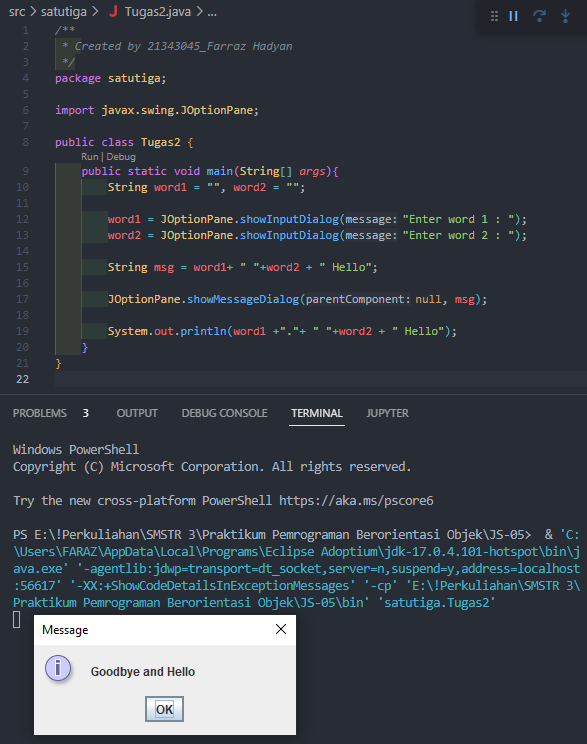 src > satutiga > J Tugas2.java > ...
1 /**
2 * Created by 21343045_Farraz Hadyan
3 */
4 package satutiga;
5
6 import javax.swing.JOptionPane;
7
8 public class Tugas2 {
Run | Debug
9 public static void main(String[] args){
10 String word1 = "", word2 = "";
11
12 word1 = JOptionPane.showInputDialog(message: "Enter word 1 : ");
13 word2 = JOptionPane.showInputDialog(message: "Enter word 2 : ");
14
15 String msg = word1+ " "+word2 + " Hello";
16
17 JOptionPane.showMessageDialog(parentComponent: null, msg);
18
19 System.out.println(word1 +"."+ " "+word2 + " Hello");
20 }
21 }
22
PROBLEMS 3 OUTPUT DEBUG CONSOLE TERMINAL JUPYTER
Windows PowerShell
Copyright (C) Microsoft Corporation. All rights reserved.
Try the new cross-platform PowerShell https://aka.ms/pscore6
PS E:\!Perkuliahan\SMSTR 3\Praktikum Pemrograman Berorientasi Objek\JS-05> & 'C:
\Users\FARAZ\AppData\Local\Programs\Eclipse Adoptium\jdk-17.0.4.101-hotspot\bin\j
ava.exe' '-agentlib:jdwp=transport=dt_socket,server=n,suspend=y,address=localhost
:56617' '-XX:+ShowCodeDetailsInExceptionMessages' '-cp' 'E:\!Perkuliahan\SMSTR 3\
Praktikum Pemrograman Berorientasi Objek\JS-05\bin' 'satutiga.Tugas2'
Message
Goodbye and Hello
OK